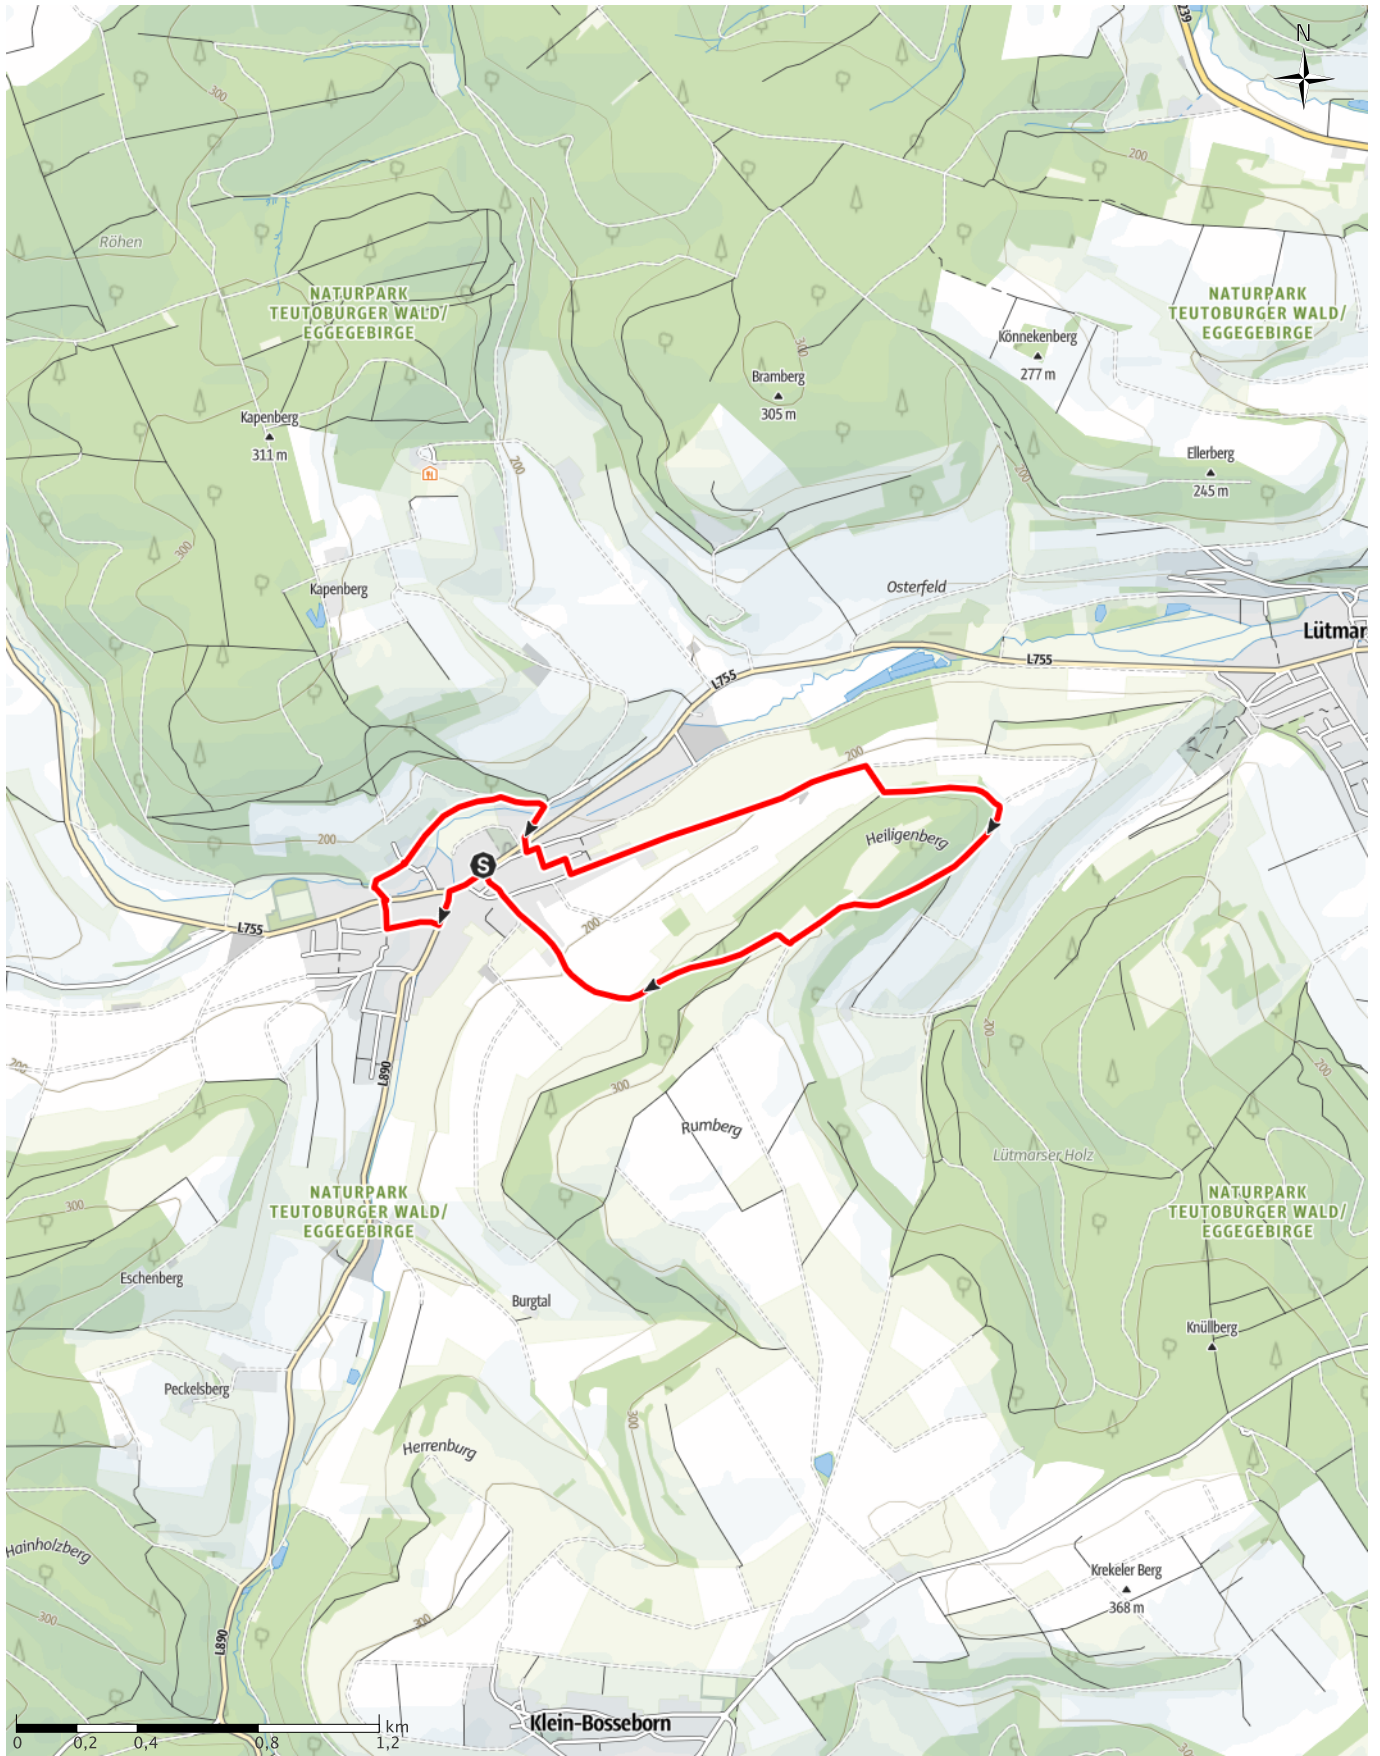 239
N
300
200
Röhen
NATURPARK
TEUTOBURGER WALD/
EGGEGEBIRGE
NATURPARK
TEUTOBURGER WALD/
EGGEGEBIRGE
300
Könnekenberg
277 m
Bramberg
305 m
Kapenberg
311 m
Ellerberg
245 m
200
200
300
Kapenberg
Osterfeld
Lütmar
L755
L755
200
200
Heiligenberg
S
200
L755
200
200
200
L890
300
Rumberg
Lütmarser Holz
NATURPARK
TEUTOBURGER WALD/
EGGEGEBIRGE
NATURPARK
TEUTOBURGER WALD/
EGGEGEBIRGE
300
Eschenberg
Burgtal
Knüllberg
Peckelsberg
300
Herrenburg
Hainholzberg
Krekeler Berg
368 m
300
300
L890
Klein-Bosseborn
300
km
0 0,2 0,4 0,8 1,2